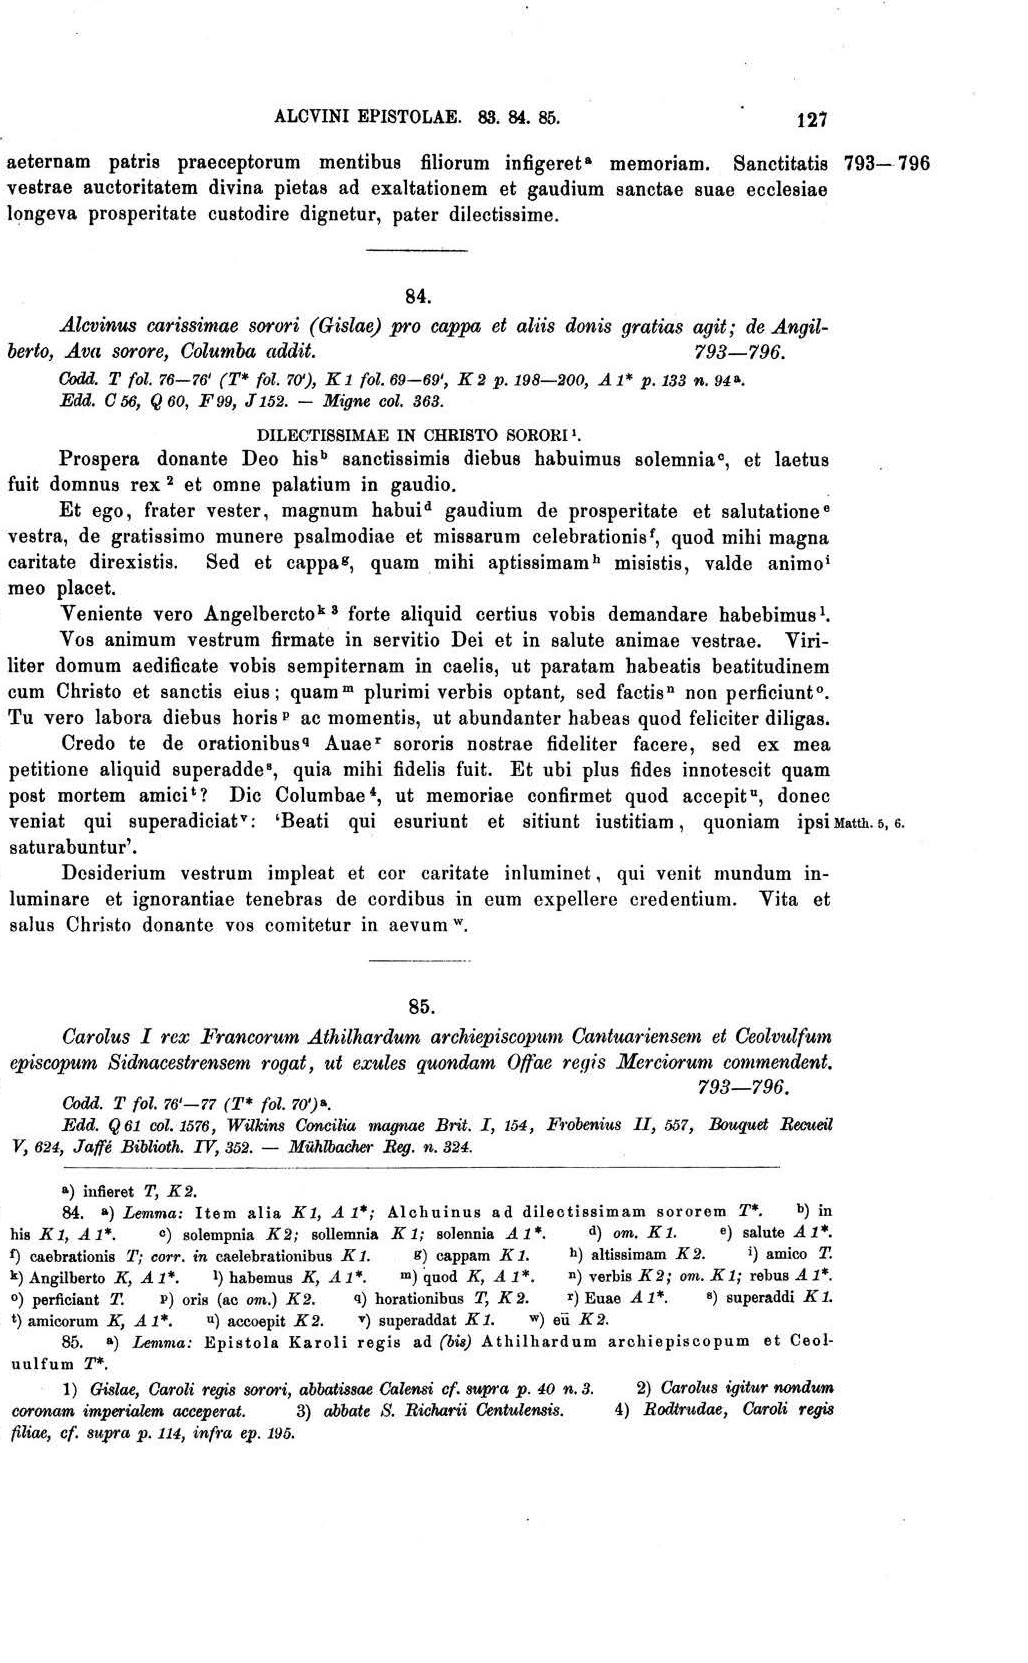 ALCVINI EPISTOLAE. 83. 84. 85. 127
aeternam patris praeceptorum mentibus filiorum infigeret a memoriam. Sanctitatis 793—796
vestrae auctoritatem divina pietas ad exaltationem et gaudium sanctae suae ecclesiae
longeva prosperitate custodire dignetur, pater dilectissime.
84.
Alcvinus carissimae sorori (Gislae) pro cappa et aliis donis gratias agit; de Angil-
berto, Ava sorore, Columba addit. 793—796.
Codd. T fol. 76—76' (T* fol. 70'), K 1 fol. 69—69', K 2 p. 198—200, A 1* p. 133 n. 94 a.
Edd. C 56, Q 60, F 99, J 152. — Migne col. 363.
DILECTISSIMAE IN CHRISTO SORORI 1.
Prospera donante Deo his b sanctissimis diebus habuimus solemnia c, et laetus
fuit domnus rex 2 et omne palatium in gaudio.
Et ego, frater vester, magnum habui d gaudium de prosperitate et salutatione e
vestra, de gratissimo munere psalmodiae et missarum celebrationis f, quod mihi magna
caritate direxistis. Sed et cappa g, quam mihi aptissimam h misistis, valde animo i
meo placet.
Veniente vero Angelbercto k 3 forte aliquid certius vobis demandare habebimus l.
Vos animum vestrum firmate in servitio Dei et in salute animae vestrae. Viri-
liter domum aedificate vobis sempiternam in caelis, ut paratam habeatis beatitudinem
cum Christo et sanctis eius; quam m plurimi verbis optant, sed factis n non perficiunt o.
Tu vero labora diebus horis p ac momentis, ut abundanter habeas quod feliciter diligas.
Credo te de orationibus q Auae r sororis nostrae fideliter facere, sed ex mea
petitione aliquid superadde s, quia mihi fidelis fuit. Et ubi plus fides innotescit quam
post mortem amici t? Dic Columbae 4, ut memoriae confirmet quod accepit u, donec
veniat qui superadiciat v: 'Beati qui esuriunt et sitiunt iustitiam, quoniam ipsi Matth. 5, 6.
saturabuntur'.
Desiderium vestrum impleat et cor caritate inluminet, qui venit mundum in-
luminare et ignorantiae tenebras de cordibus in eum expellere credentium. Vita et
salus Christo donante vos comitetur in aevum w.
85.
Carolus I rex Francorum Athilhardum archiepiscopum Cantuariensem et Ceolvulfum
episcopum Sidnacestrensem rogat, ut exules quondam Offae regis Merciorum commendent.
793—796.
Codd. T fol. 76'—77 (T* fol. 70') a.
Edd. Q 61 col. 1576, Wilkins Concilia magnae Brit. I, 154, Frobenius II, 557, Bouquet Recueil
V, 624, Jaffé Biblioth. IV, 352. — Mühlbacher Reg. n. 324.
a) infieret T, K 2.
84. a) Lemma: Item alia K 1, A 1*; Alchuinus ad dilectissimam sororem T*. b) in
his K 1, A 1*. c) solempnia K 2; sollemnia K 1; solennia A 1*. d) om. K 1. e) salute A 1*.
f) caebrationis T; corr. in caelebrationibus K 1. g) cappam K 1. h) altissimam K 2. i) amico T.
k) Angilberto K, A 1*. l) habemus K, A 1*. m) quod K, A 1*. n) verbis K 2; om. K 1; rebus A 1*.
o) perficiant T. p) oris (ac om.) K 2. q) horationibus T, K 2. r) Euae A 1*. s) superaddi K 1.
t) amicorum K, A 1*. u) accoepit K 2. v) superaddat K 1. w) eū K 2.
85. a) Lemma: Epistola Karoli regis ad (bis) Athilhardum archiepiscopum et Ceol-
uulfum T*.
1) Gislae, Caroli regis sorori, abbatissae Calensi cf. supra p. 40 n. 3. 2) Carolus igitur nondum
coronam imperialem acceperat. 3) abbate S. Richarii Centulensis. 4) Rodtrudae, Caroli regis
filiae, cf. supra p. 114, infra ep. 195.